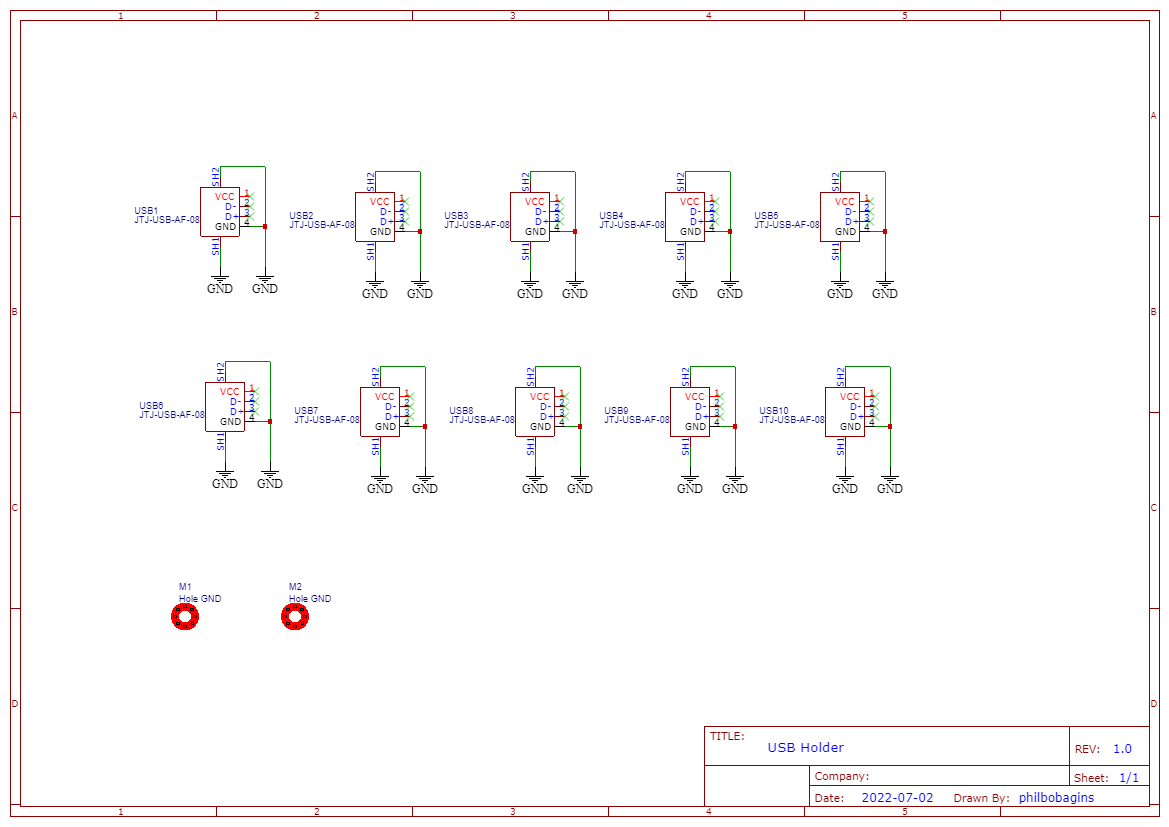 1 2 3 4 5
A A
SH2 SH2 SH2 SH2 SH2
USB1
JTJ-USB-AF-08
VCC 1
D- 2
D+ 3
GND 4
SH1
GND GND
USB2
JTJ-USB-AF-08
VCC 1
D- 2
D+ 3
GND 4
SH1
GND GND
USB3
JTJ-USB-AF-08
VCC 1
D- 2
D+ 3
GND 4
SH1
GND GND
USB4
JTJ-USB-AF-08
VCC 1
D- 2
D+ 3
GND 4
SH1
GND GND
USB5
JTJ-USB-AF-08
VCC 1
D- 2
D+ 3
GND 4
SH1
GND GND
B B
SH2 SH2 SH2 SH2 SH2
USB6
JTJ-USB-AF-08
VCC 1
D- 2
D+ 3
GND 4
SH1
GND GND
USB7
JTJ-USB-AF-08
VCC 1
D- 2
D+ 3
GND 4
SH1
GND GND
USB8
JTJ-USB-AF-08
VCC 1
D- 2
D+ 3
GND 4
SH1
GND GND
USB9
JTJ-USB-AF-08
VCC 1
D- 2
D+ 3
GND 4
SH1
GND GND
USB10
JTJ-USB-AF-08
VCC 1
D- 2
D+ 3
GND 4
SH1
GND GND
C C
M1 M2
Hole GND Hole GND
D D
TITLE: USB Holder REV: 1.0
Company: Sheet: 1/1
Date: 2022-07-02 Drawn By: philbobagins
1 2 3 4 5